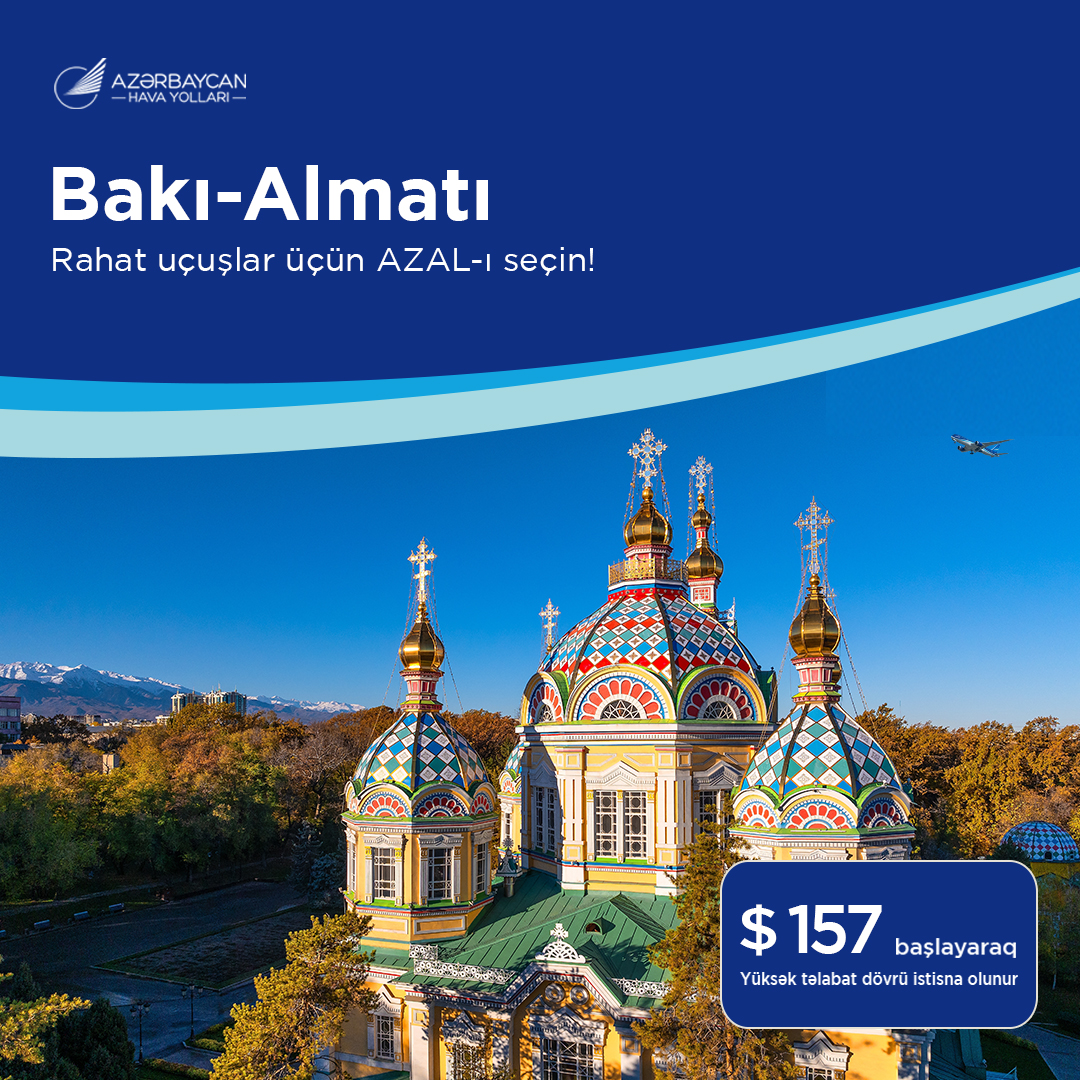 AZƏRBAYCAN
HAVA YOLLARI
Bakı-Almatı
Rahat uçuşlar üçün AZAL-ı seçin!
$ 157 başlayaraq
Yüksək tələbat dövrü istisna olunur